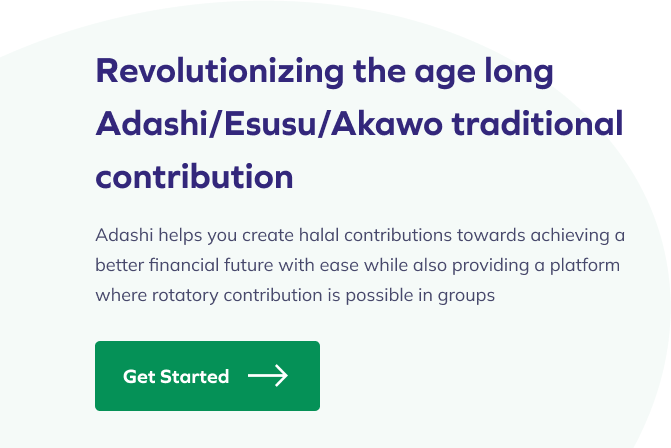 Revolutionizing the age long
Adashi/Esusu/Akawo traditional
contribution
Adashi helps you create halal contributions towards achieving a
better financial future with ease while also providing a platform
where rotatory contribution is possible in groups
Get Started